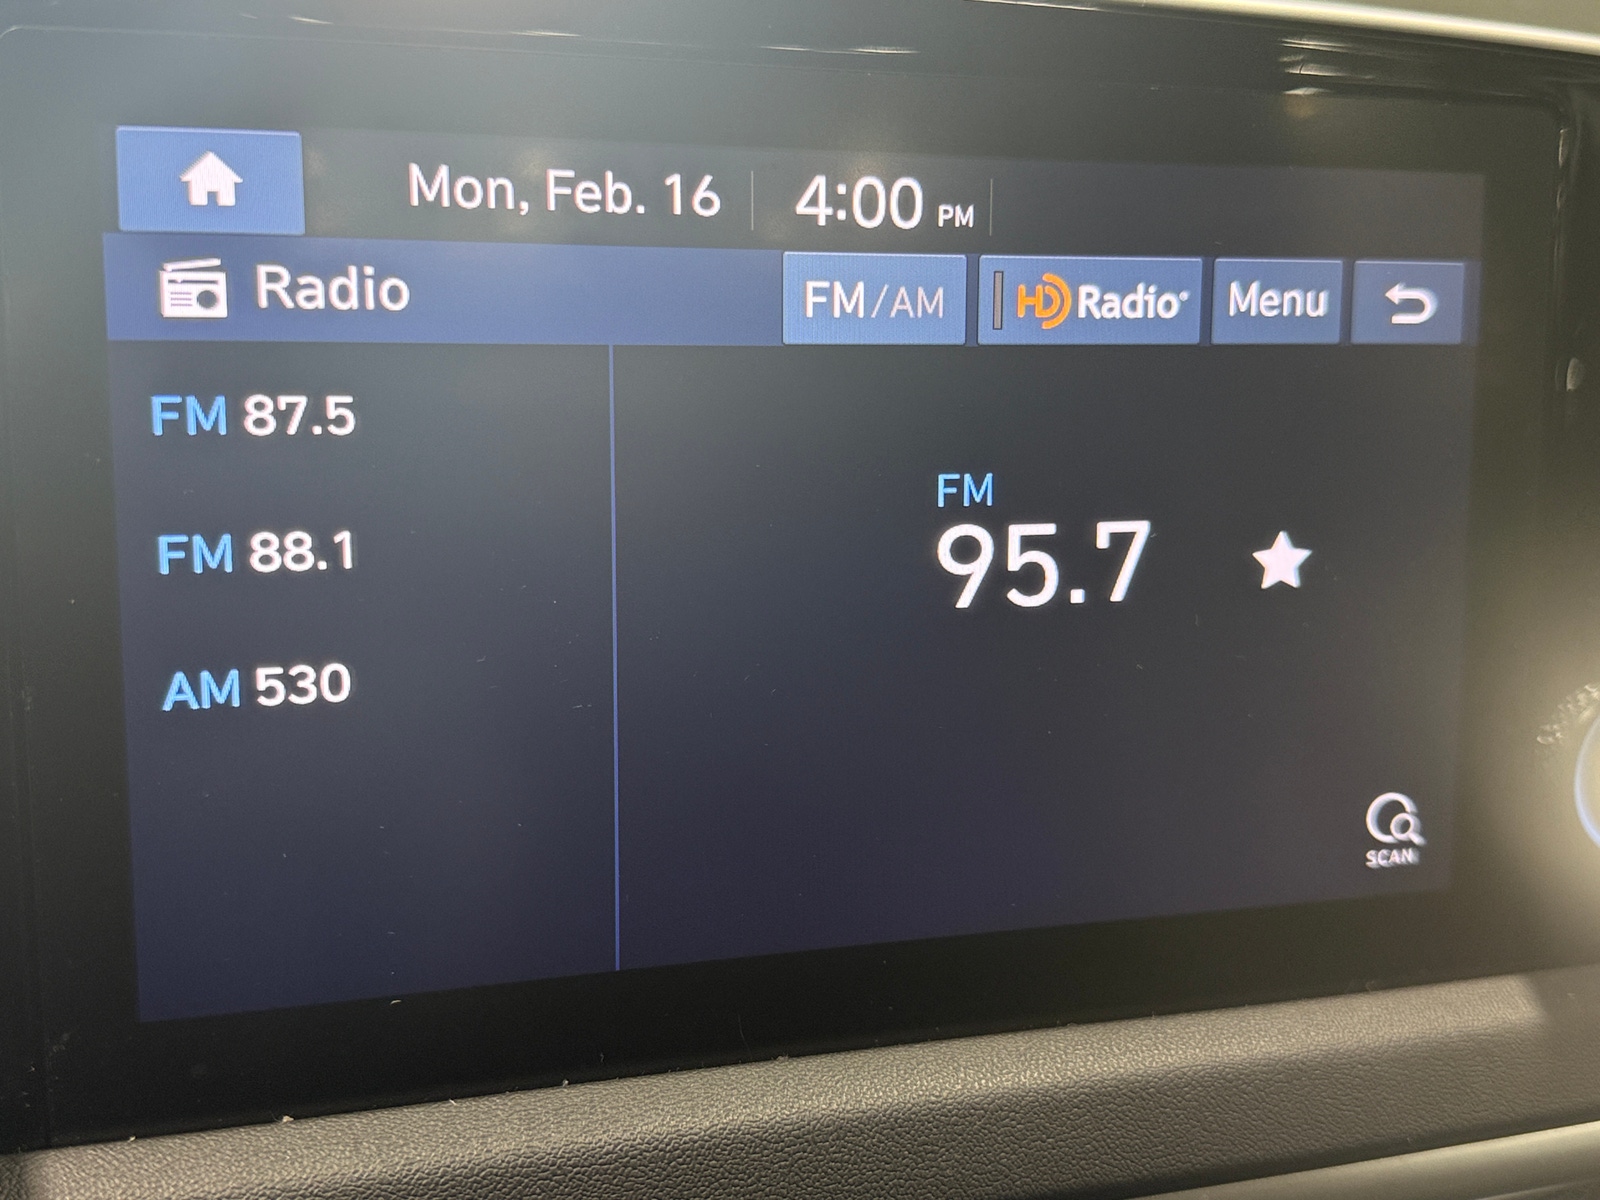 Mon, Feb. 16 4:00 PM
Radio FM/AM HD Radio® Menu
FM 87.5
FM 88.1
AM 530
FM
95.7
SCAN